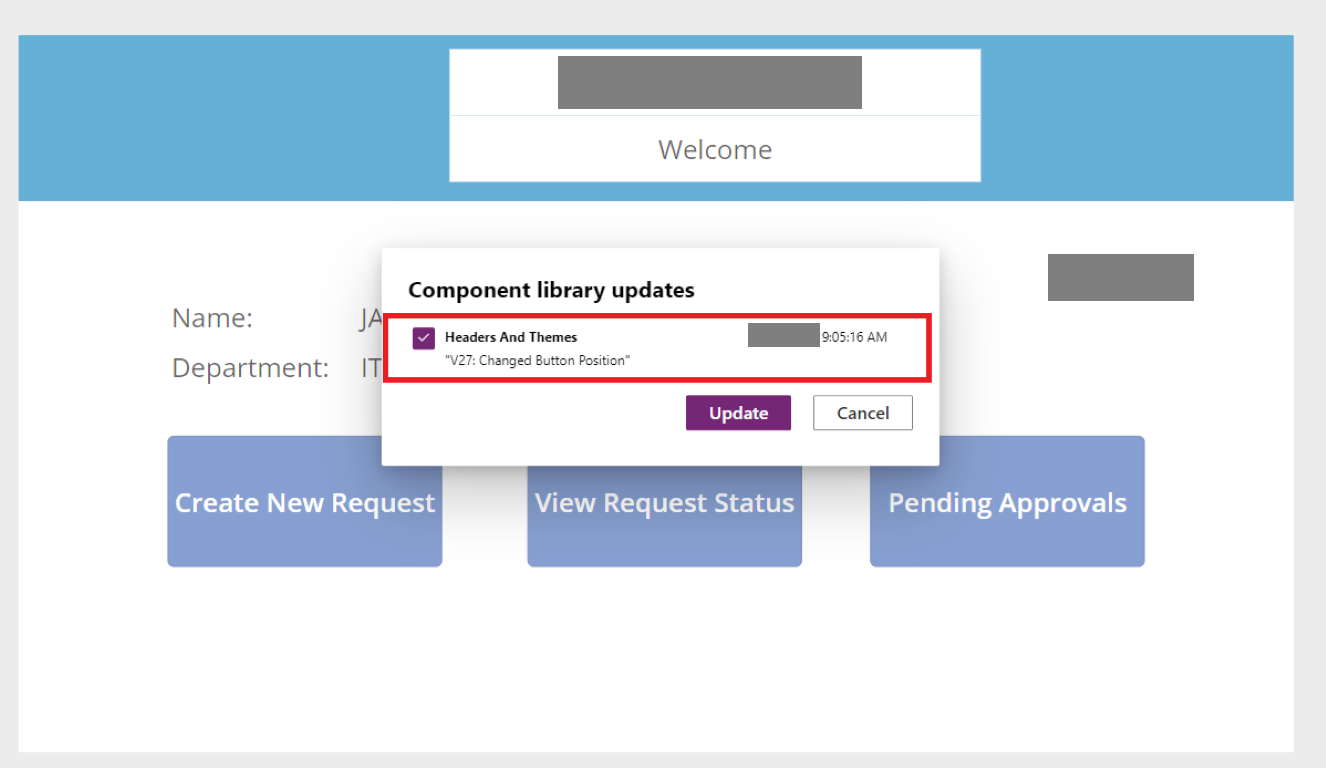 Welcome
Component library updates
Name: JA
Headers And Themes 9:05:16 AM
"V27: Changed Button Position"
Department: IT
Update Cancel
Create New Request View Request Status Pending Approvals